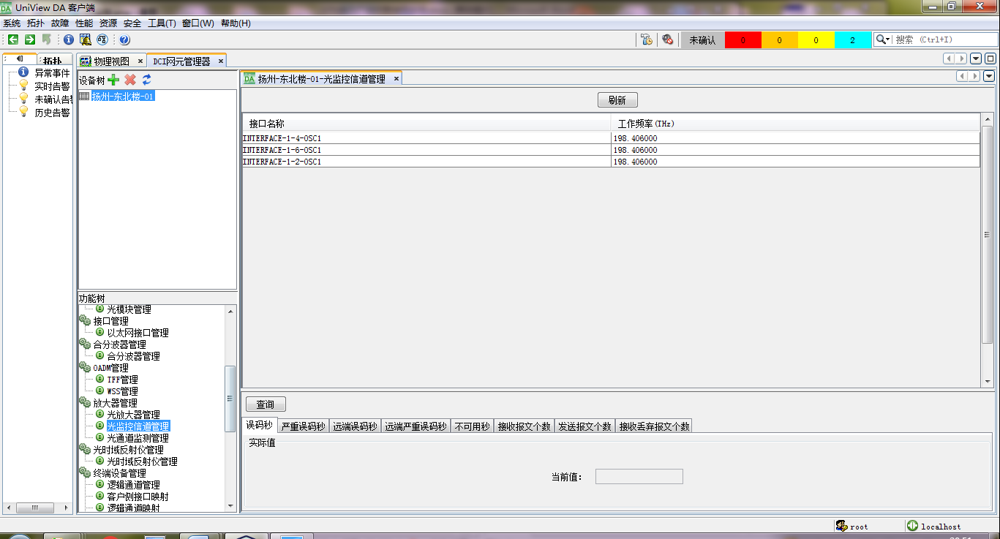 DA UniView DA 客户端
系统 拓扑 故障 性能 资源 安全 工具(T) 窗口(W) 帮助(H)
未确认 0 0 0 2 搜索 (Ctrl+I)
拓扑
异常事件
实时告警
未确认告警
历史告警
物理视图 DCI网元管理器
设备树
扬州-东北楼-01
功能树
光模块管理
接口管理
以太网接口管理
合分波器管理
合分波器管理
OADM管理
TFF管理
WSS管理
放大器管理
光放大器管理
光监控信道管理
光通道监测管理
光时域反射仪管理
光时域反射仪管理
终端设备管理
逻辑通道管理
客户侧接口映射
逻辑通道映射
DA 扬州-东北楼-01-光监控信道管理
刷新
接口名称 工作频率(THz)
INTERFACE-1-4-OSC1 198.406000
INTERFACE-1-6-OSC1 198.406000
INTERFACE-1-2-OSC1 198.406000
查询
误码秒 严重误码秒 远端误码秒 远端严重误码秒 不可用秒 接收报文个数 发送报文个数 接收丢弃报文个数
实际值
当前值:
root localhost